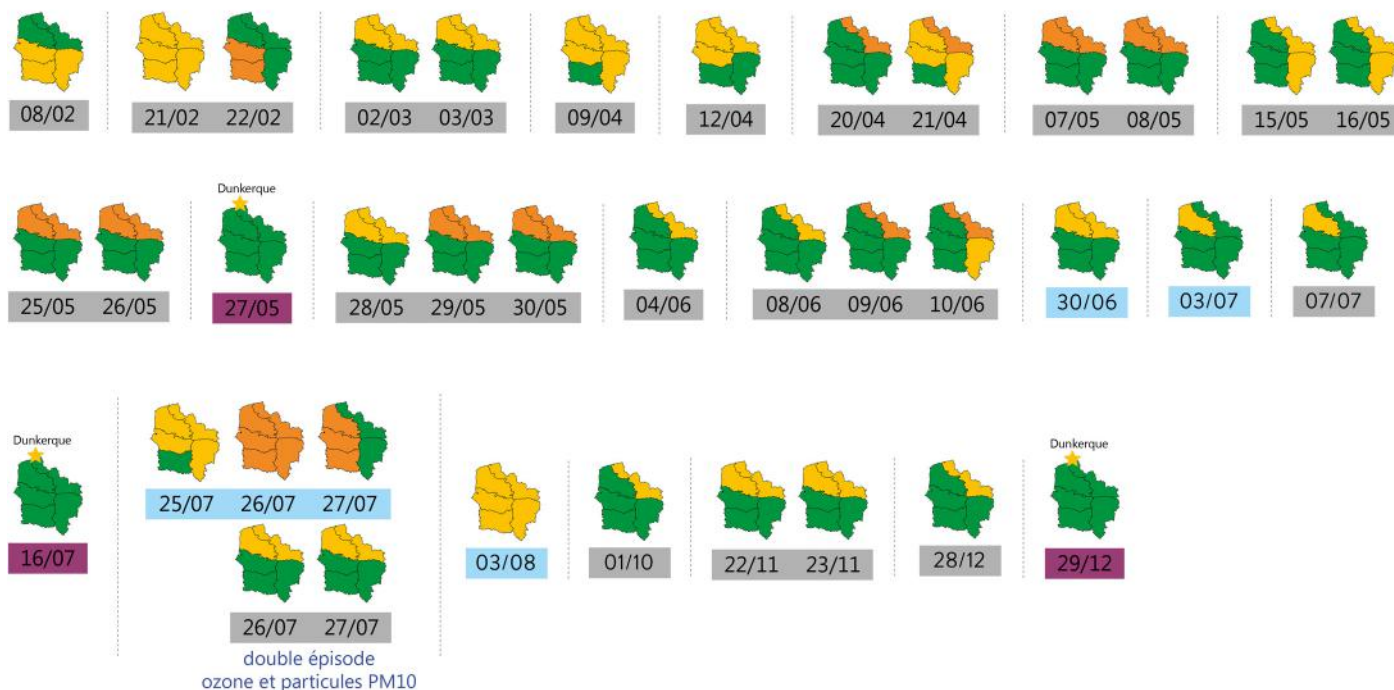 08/02 21/02 22/02 02/03 03/03 09/04 12/04 20/04 21/04 07/05 08/05 15/05 16/05
Dunkerque
25/05 26/05 27/05 28/05 29/05 30/05 04/06 08/06 09/06 10/06 30/06 03/07 07/07
Dunkerque
16/07
25/07 26/07 27/07
26/07 27/07
double épisode
ozone et particules PM10
03/08 01/10 22/11 23/11 28/12
Dunkerque
29/12